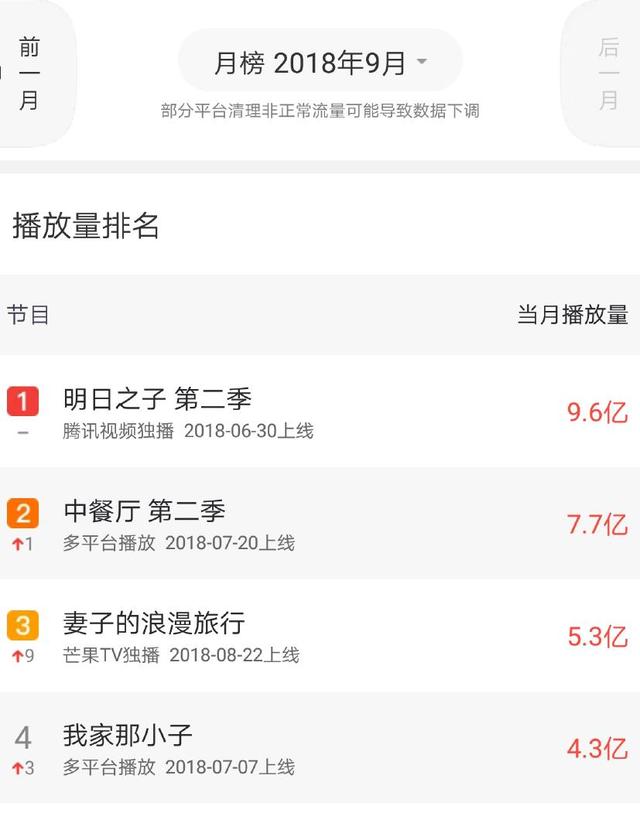 前一月
月榜 2018年9月
后一月
部分平台清理非正常流量可能导致数据下调
播放量排名
节目 当月播放量
1 明日之子 第二季 9.6亿
– 腾讯视频独播 2018-06-30上线
2 中餐厅 第二季 7.7亿
↑1 多平台播放 2018-07-20上线
3 妻子的浪漫旅行 5.3亿
↑9 芒果TV独播 2018-08-22上线
4 我家那小子 4.3亿
↑3 多平台播放 2018-07-07上线